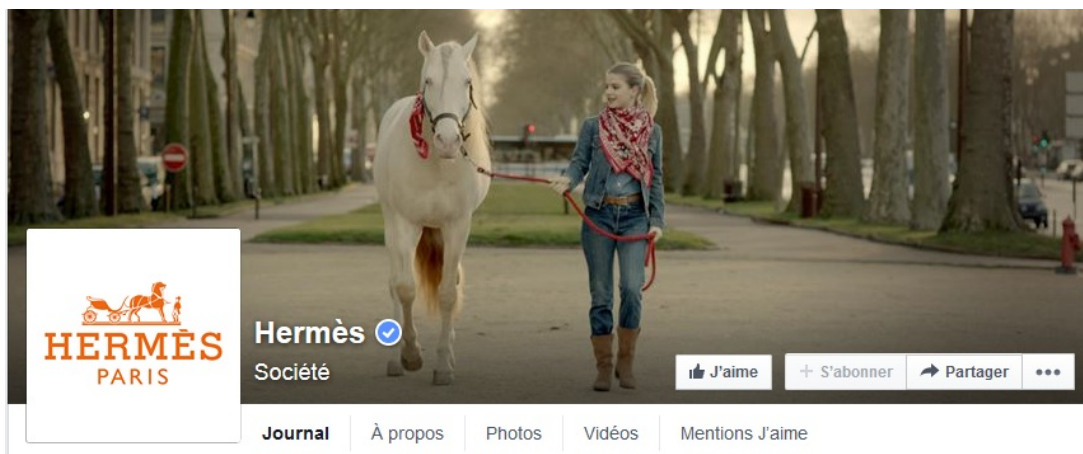 HERMÈS
PARIS
Hermès
Société
J'aime
+ S'abonner
Partager
Journal
À propos
Photos
Vidéos
Mentions J'aime